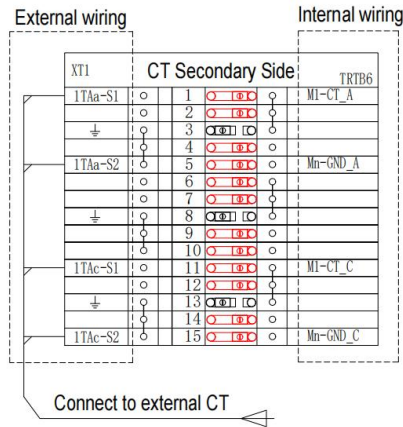 External wiring
Internal wiring
XT1 CT Secondary Side TRTB6
1TAa-S1 1 M1-CT_A
2
3
4
1TAa-S2 5 Mn-GND_A
6
7
8
9
10
1TAc-S1 11 M1-CT_C
12
13
14
1TAc-S2 15 Mn-GND_C
Connect to external CT